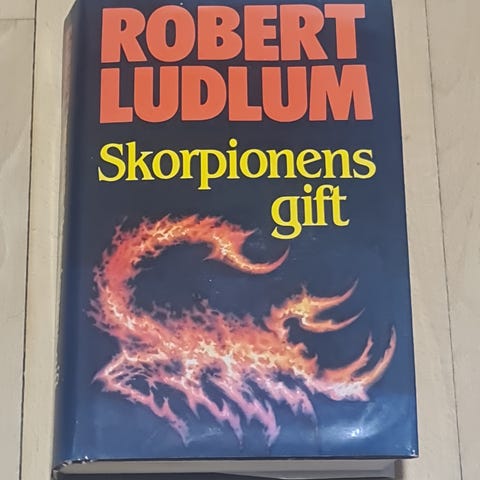 ROBERT
LUDLUM
Skorpionens
gift